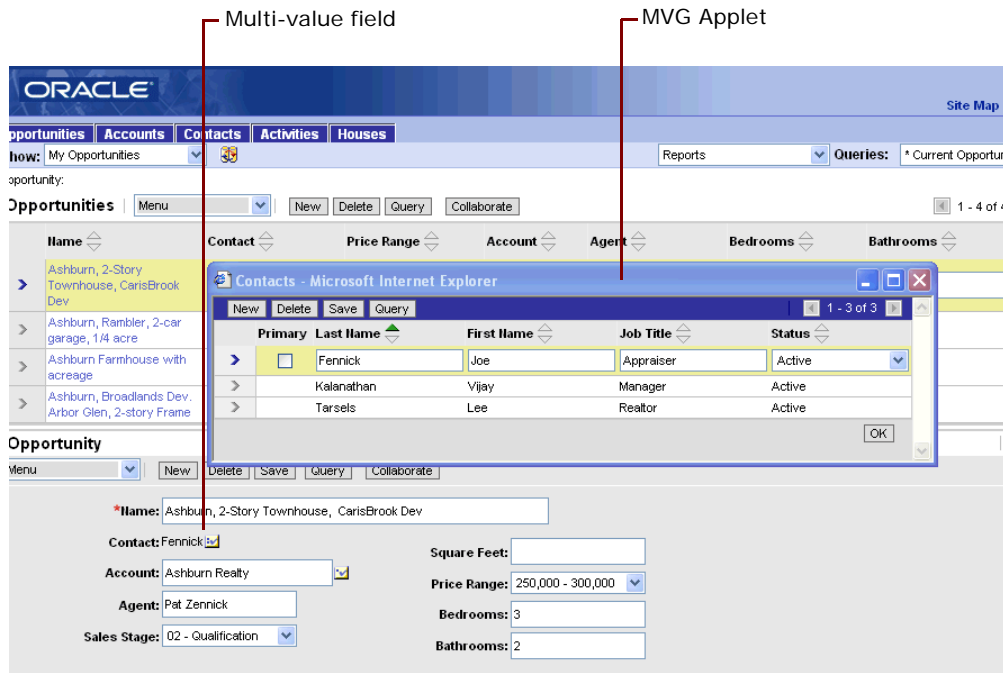 Multi-value field
MVG Applet
ORACLE
Site Map
pportunities Accounts Contacts Activities Houses
how: My Opportunities Reports Queries: * Current Opportun
pportunity:
Opportunities Menu New Delete Query Collaborate 1 - 4 of 4
Name Contact Price Range Account Agent Bedrooms Bathrooms
Ashburn, 2-Story
Townhouse, CarisBrook
Dev
Ashburn, Rambler, 2-car
garage, 1/4 acre
Ashburn Farmhouse with
acreage
Ashburn, Broadlands Dev.
Arbor Glen, 2-story Frame
Contacts - Microsoft Internet Explorer
New Delete Save Query 1 - 3 of 3
Primary Last Name First Name Job Title Status
Fennick Joe Appraiser Active
Kalanathan Vijay Manager Active
Tarsels Lee Realtor Active
OK
Opportunity
Menu New Delete Save Query Collaborate
*Name: Ashburn, 2-Story Townhouse, CarisBrook Dev
Contact: Fennick
Account: Ashburn Realty
Agent: Pat Zennick
Sales Stage: 02 - Qualification
Square Feet:
Price Range: 250,000 - 300,000
Bedrooms: 3
Bathrooms: 2